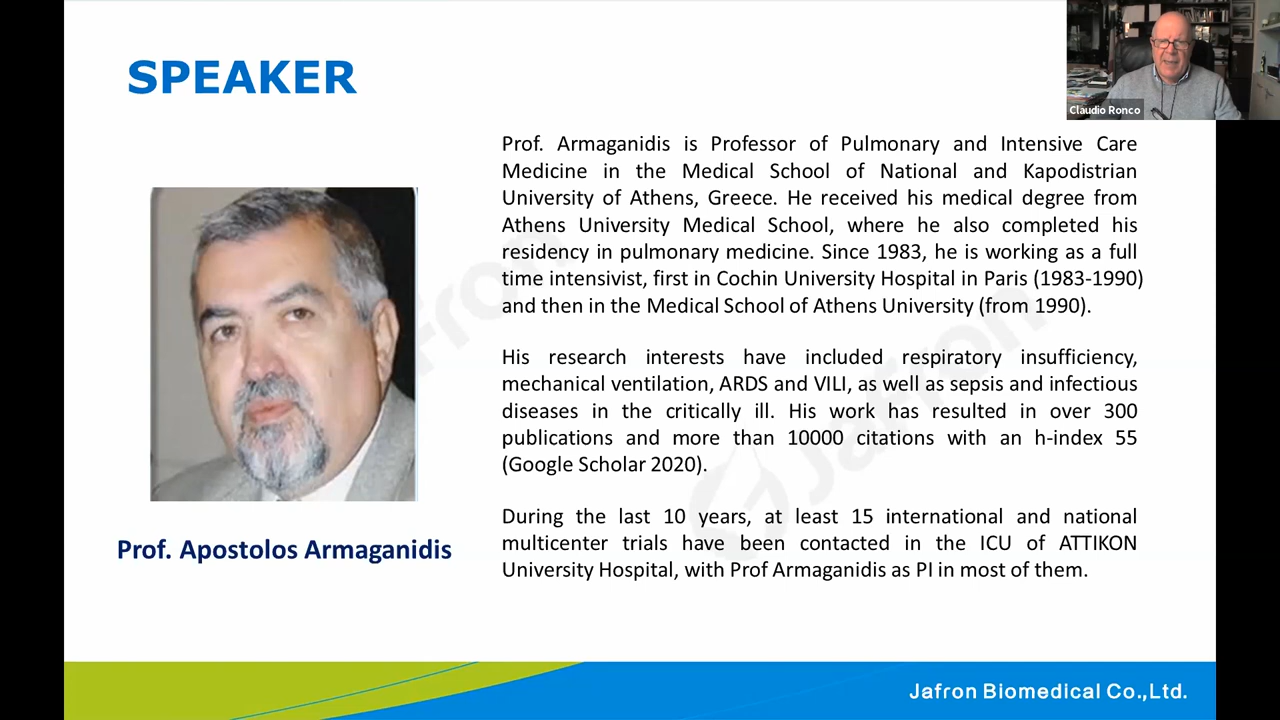 SPEAKER
Claudio Ronco
Prof. Armaganidis is Professor of Pulmonary and Intensive Care
Medicine in the Medical School of National and Kapodistrian
University of Athens, Greece. He received his medical degree from
Athens University Medical School, where he also completed his
residency in pulmonary medicine. Since 1983, he is working as a full
time intensivist, first in Cochin University Hospital in Paris (1983-1990)
and then in the Medical School of Athens University (from 1990).
His research interests have included respiratory insufficiency,
mechanical ventilation, ARDS and VILI, as well as sepsis and infectious
diseases in the critically ill. His work has resulted in over 300
publications and more than 10000 citations with an h-index 55
(Google Scholar 2020).
During the last 10 years, at least 15 international and national
multicenter trials have been contacted in the ICU of ATTIKON
University Hospital, with Prof Armaganidis as PI in most of them.
Prof. Apostolos Armaganidis
Jafron
Jafron
Jafron Biomedical Co.,Ltd.